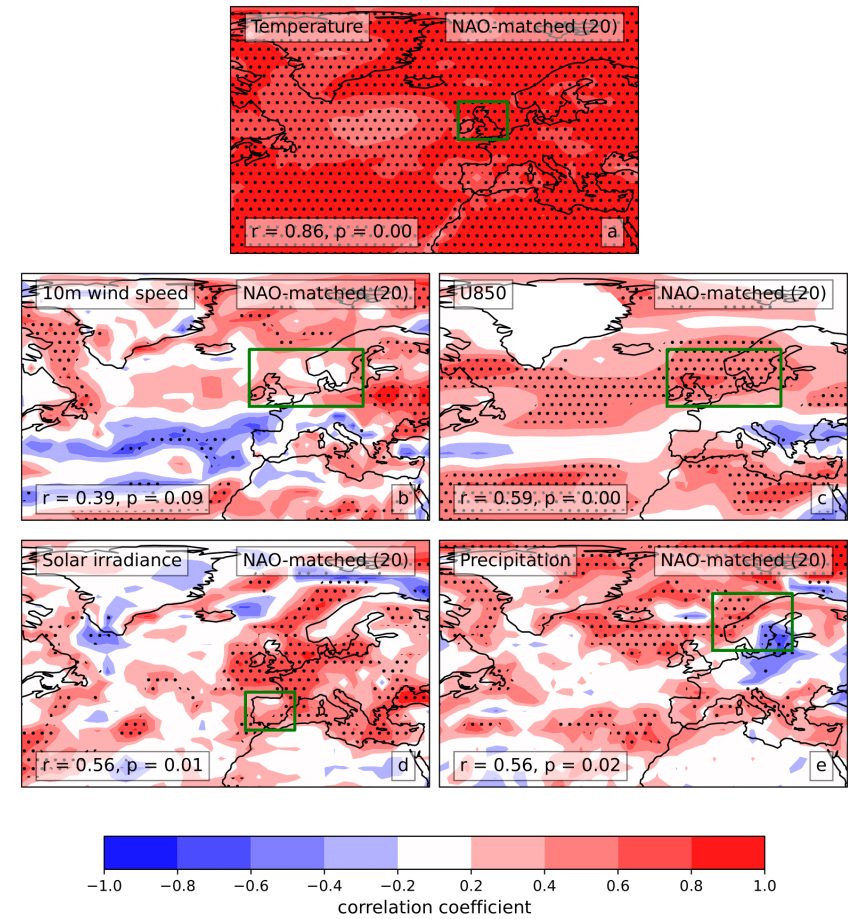 Temperature NAO-matched (20)
r = 0.86, p = 0.00 a
10m wind speed NAO-matched (20)
r = 0.39, p = 0.09 b
U850 NAO-matched (20)
r = 0.59, p = 0.00 c
Solar irradiance NAO-matched (20)
r = 0.56, p = 0.01 d
Precipitation NAO-matched (20)
r = 0.56, p = 0.02 e
−1.0 −0.8 −0.6 −0.4 −0.2 0.2 0.4 0.6 0.8 1.0
correlation coefficient